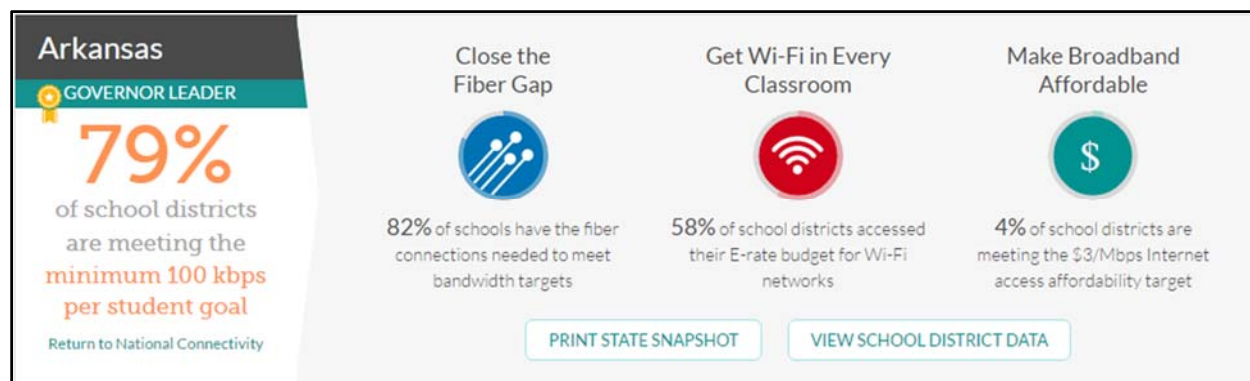 Arkansas
GOVERNOR LEADER
79%
of school districts
are meeting the
minimum 100 kbps
per student goal
Return to National Connectivity
Close the
Fiber Gap
82% of schools have the fiber
connections needed to meet
bandwidth targets
Get Wi-Fi in Every
Classroom
58% of school districts accessed
their E-rate budget for Wi-Fi
networks
Make Broadband
Affordable
$
4% of school districts are
meeting the $3/Mbps Internet
access affordability target
PRINT STATE SNAPSHOT
VIEW SCHOOL DISTRICT DATA